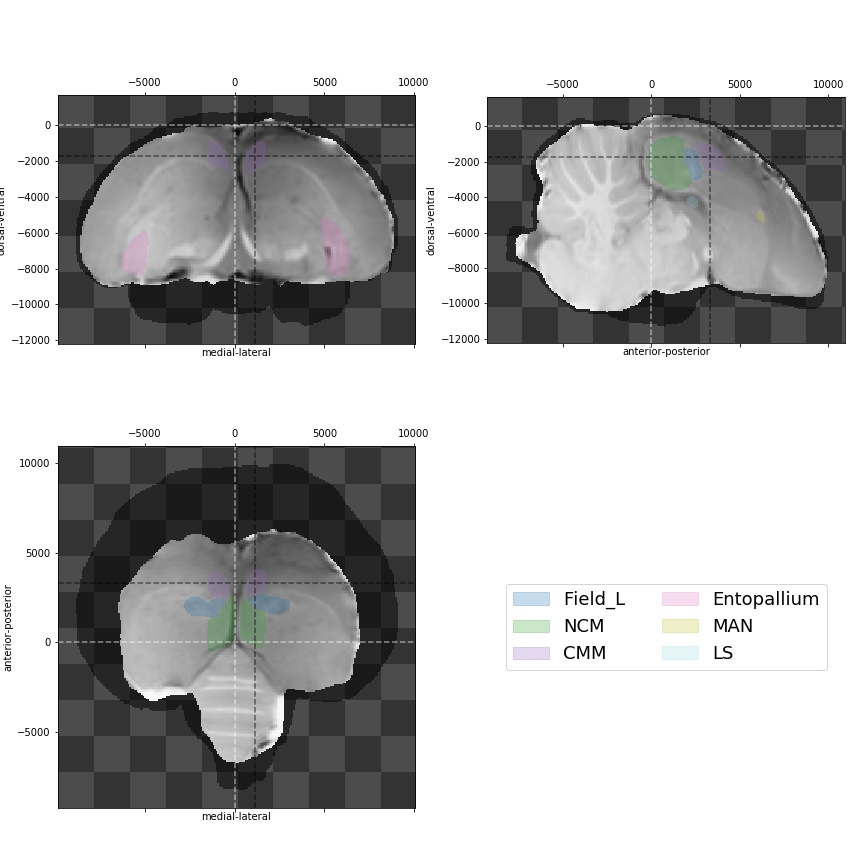 −5000 0 5000 10000
−5000 0 5000 10000
0
−2000
−4000
−6000
−8000
−10000
−12000
dorsal-ventral
medial-lateral
0
−2000
−4000
−6000
−8000
−10000
−12000
dorsal-ventral
anterior-posterior
−5000 0 5000 10000
10000
5000
0
−5000
anterior-posterior
medial-lateral
Field_L Entopallium
NCM MAN
CMM LS